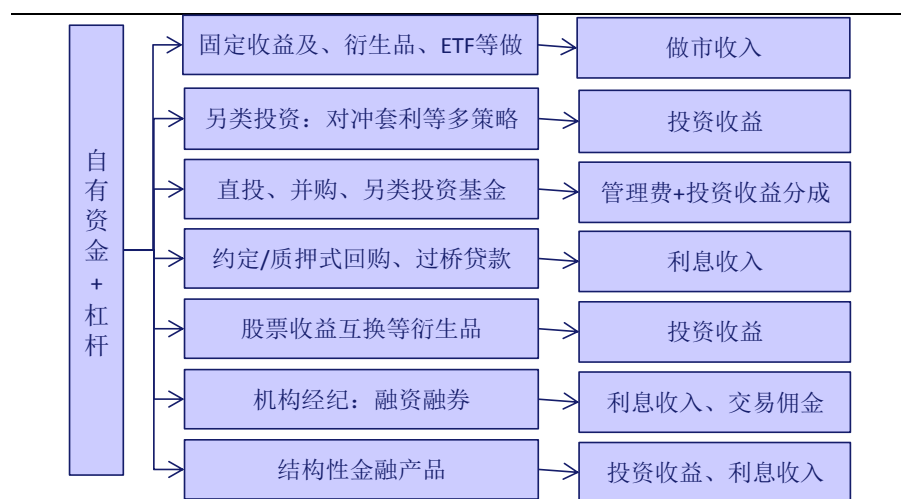 自有资金+杠杆
固定收益及、衍生品、ETF等做
做市收入
另类投资：对冲套利等多策略
投资收益
直投、并购、另类投资基金
管理费+投资收益分成
约定/质押式回购、过桥贷款
利息收入
股票收益互换等衍生品
投资收益
机构经纪：融资融券
利息收入、交易佣金
结构性金融产品
投资收益、利息收入